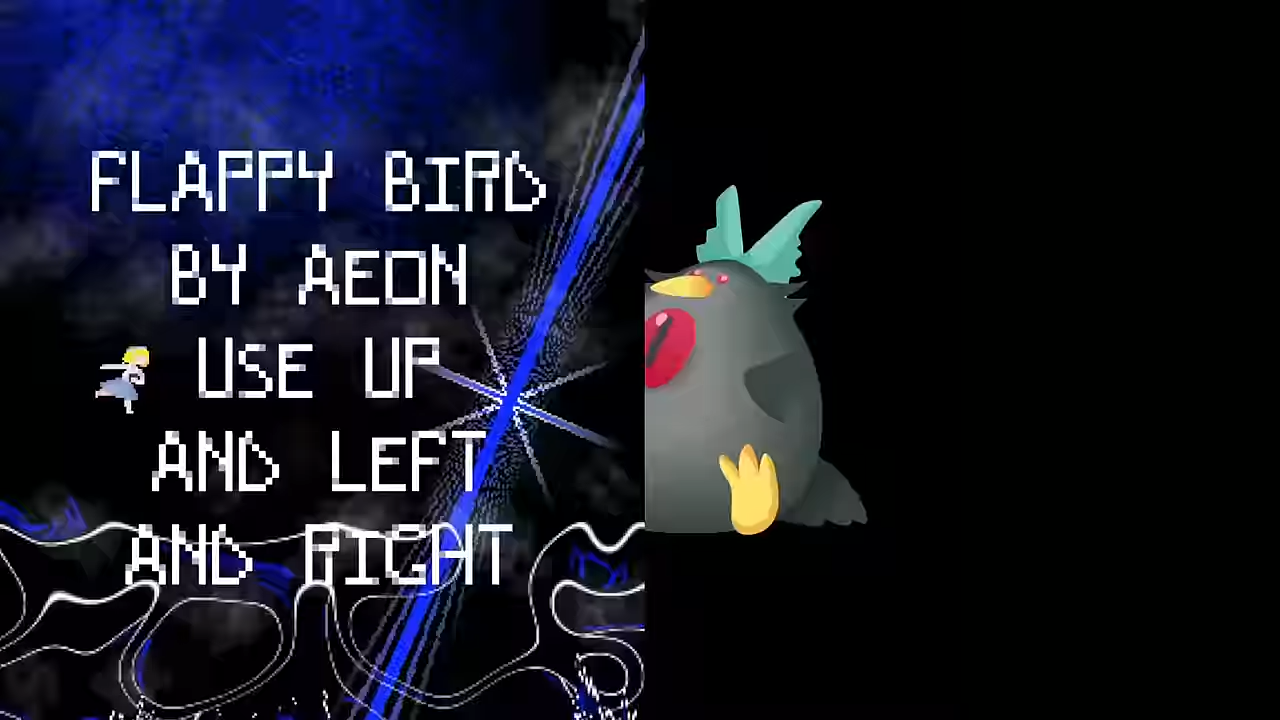 FLAPPY BIRD
BY AEON
USE UP
AND LEFT
AND RIGHT